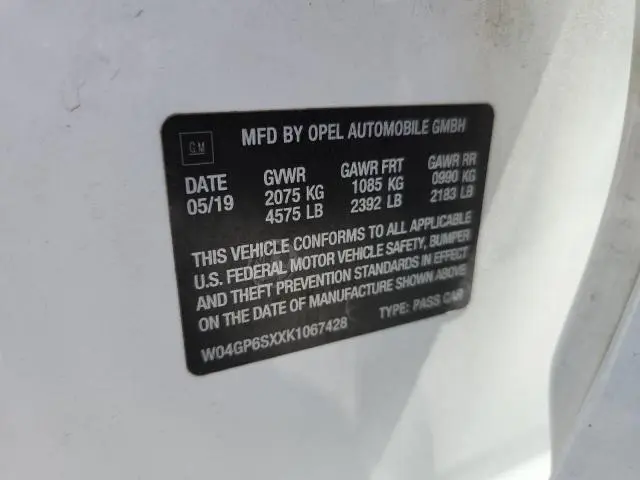 GM
MFD BY OPEL AUTOMOBILE GMBH
DATE GVWR GAWR FRT GAWR RR
05/19 2075 KG 1085 KG 0990 KG
4575 LB 2392 LB 2183 LB
THIS VEHICLE CONFORMS TO ALL APPLICABLE
U.S. FEDERAL MOTOR VEHICLE SAFETY, BUMPER
AND THEFT PREVENTION STANDARDS IN EFFECT
ON THE DATE OF MANUFACTURE SHOWN ABOVE
W04GP6SXXK1067428 TYPE: PASS CAR